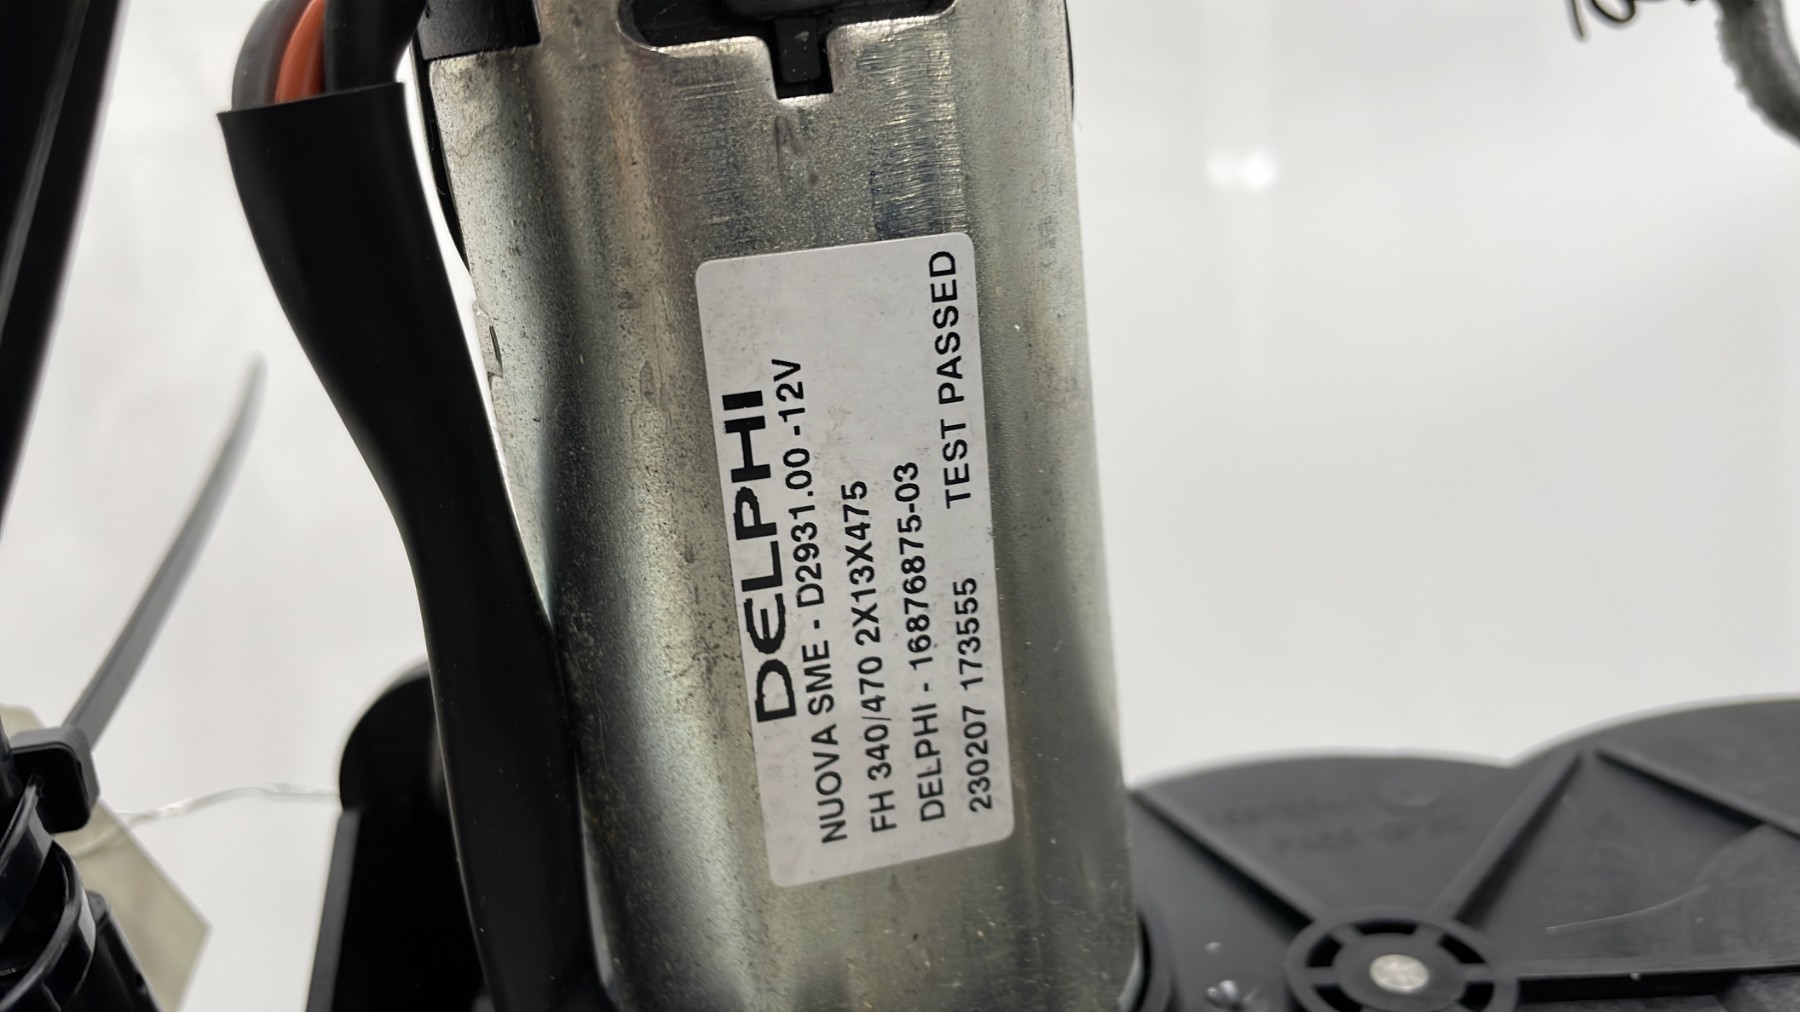 DELPHI
NUOVA SME - D2931.00 -12V
FH 340/470 2X13X475
DELPHI - 16876875-03
230207 173555 TEST PASSED